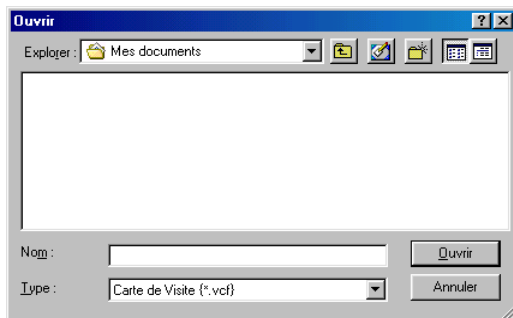 Ouvrir
Explorer : Mes documents
Nom :
Ouvrir
Type : Carte de Visite {*.vcf}
Annuler